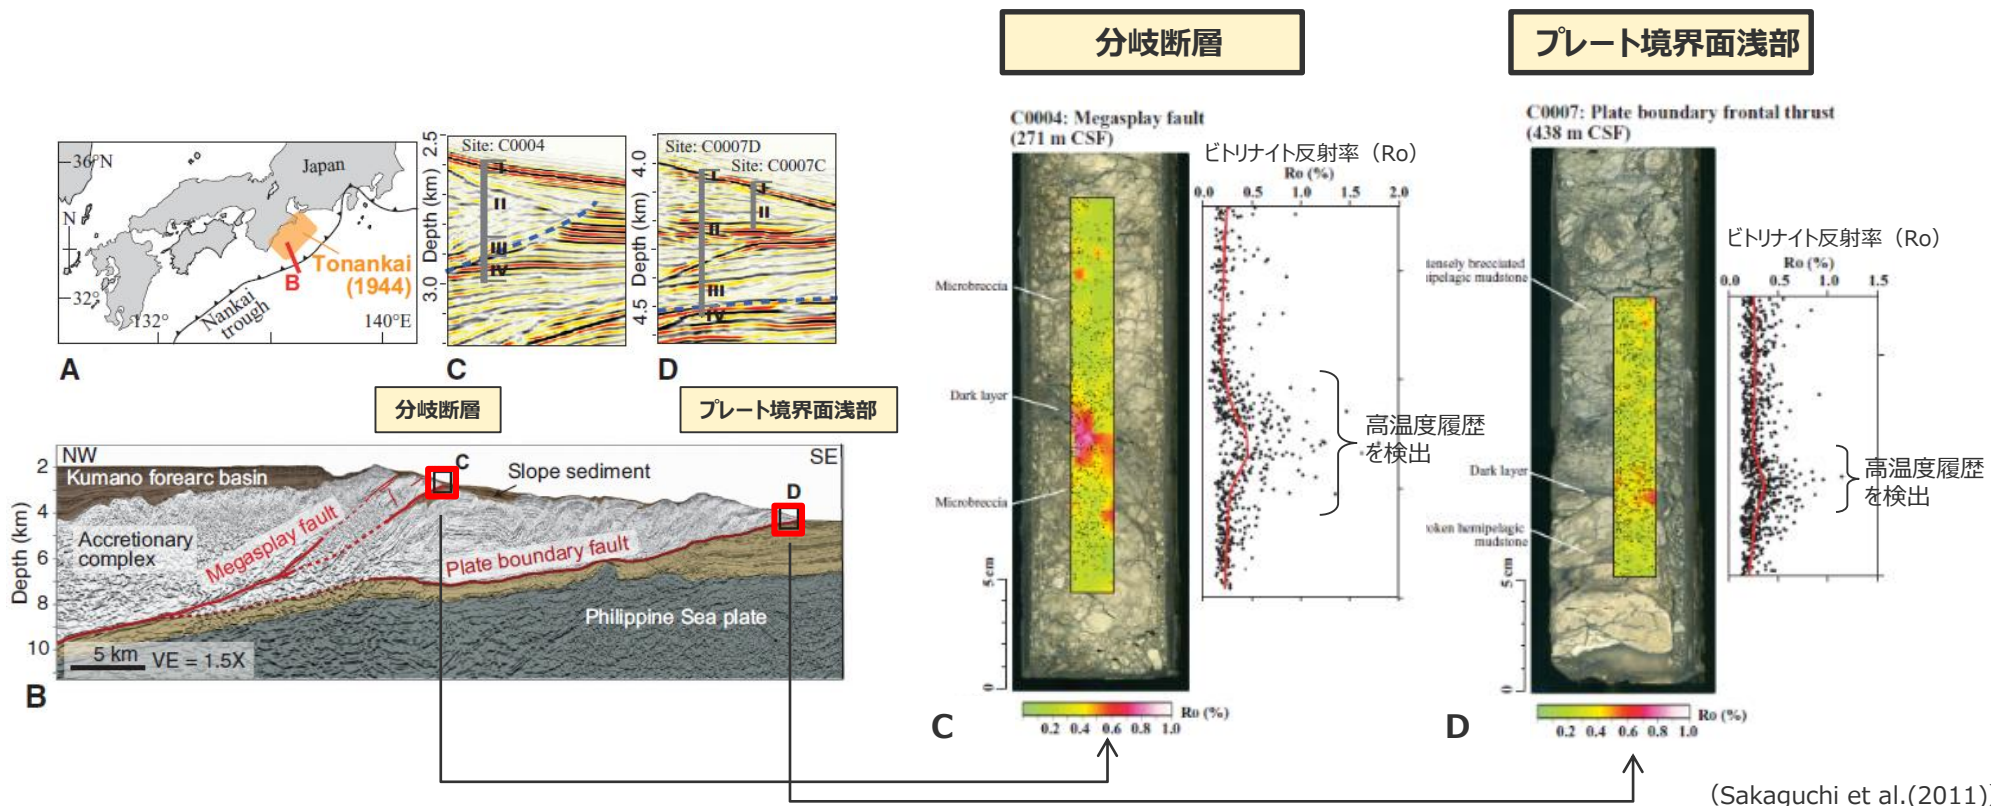 分岐断層
プレート境界面浅部
C0004: Megasplay fault
(271 m CSF)
ビトリナイト反射率（Ro）
Ro (%)
0.0 0.5 1.0 1.5 2.0
Microbreccia
Dark layer
Microbreccia
高温度履歴
を検出
5 cm
0
Ro (%)
0.2 0.4 0.6 0.8 1.0
C
C0007: Plate boundary frontal thrust
(438 m CSF)
ビトリナイト反射率（Ro）
Ro (%)
0.0 0.5 1.0 1.5
tensely brecciated
nipelagic mudstone
Dark layer
roken hemipelagic
mudstone
高温度履歴
を検出
5 cm
0
Ro (%)
0.2 0.4 0.6 0.8 1.0
D
36°N
Japan
N
Tonankai
(1944)
B
32°
Nankai
trough
132°
140°E
A
Site: C0004
2.5
Depth (km)
3.0
I
II
III
IV
C
Site: C0007D
Site: C0007C
4.0
Depth (km)
4.5
I
II
III
IV
I
II
D
分岐断層
プレート境界面浅部
NW
SE
C
D
Kumano forearc basin
Slope sediment
Accretionary
complex
Megasplay fault
Plate boundary fault
Philippine Sea plate
Depth (km)
2
4
6
8
10
5 km VE = 1.5X
B
（Sakaguchi et al.(2011)）